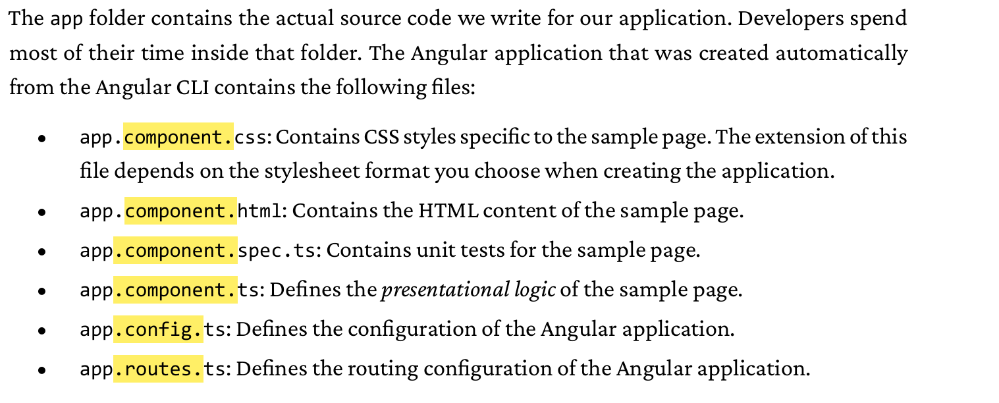 The app folder contains the actual source code we write for our application. Developers spend
most of their time inside that folder. The Angular application that was created automatically
from the Angular CLI contains the following files:
• app.component.css: Contains CSS styles specific to the sample page. The extension of this
file depends on the stylesheet format you choose when creating the application.
• app.component.html: Contains the HTML content of the sample page.
• app.component.spec.ts: Contains unit tests for the sample page.
• app.component.ts: Defines the presentational logic of the sample page.
• app.config.ts: Defines the configuration of the Angular application.
• app.routes.ts: Defines the routing configuration of the Angular application.